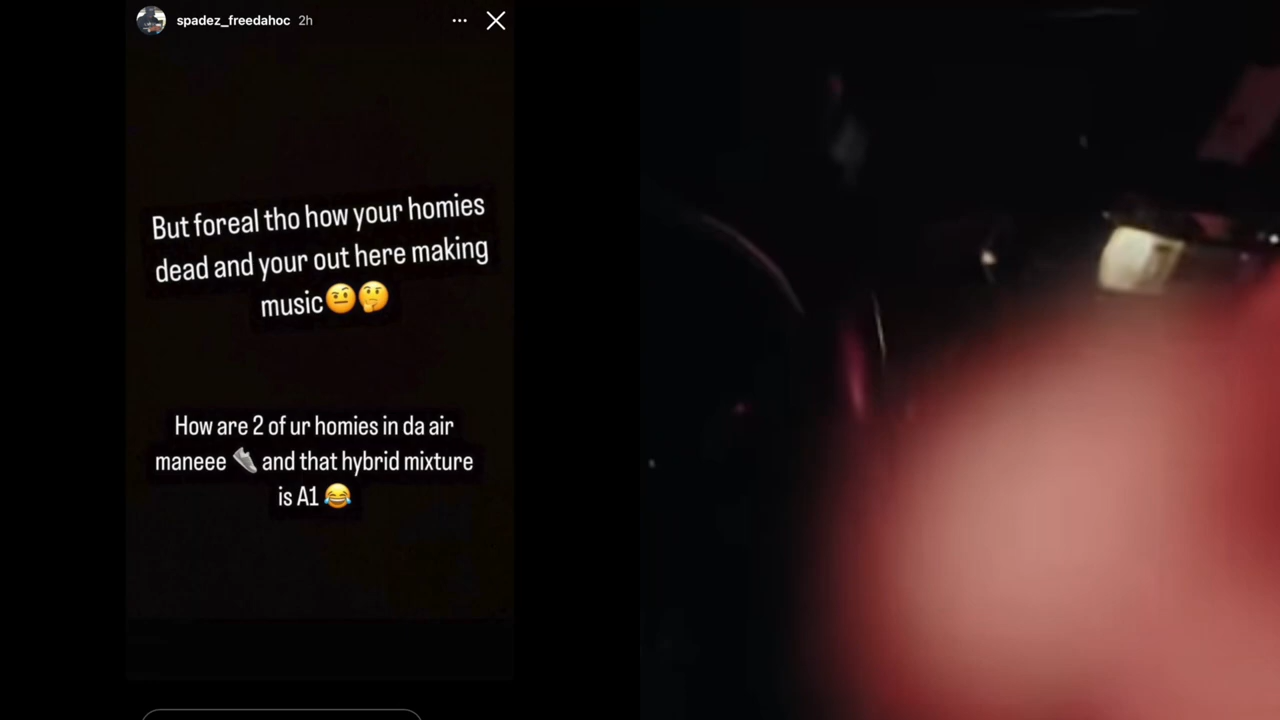 spadez_freedahoc 2h
But foreal tho how your homies
dead and your out here making
music🤨🤔
How are 2 of ur homies in da air
maneee 👟 and that hybrid mixture
is A1 😂